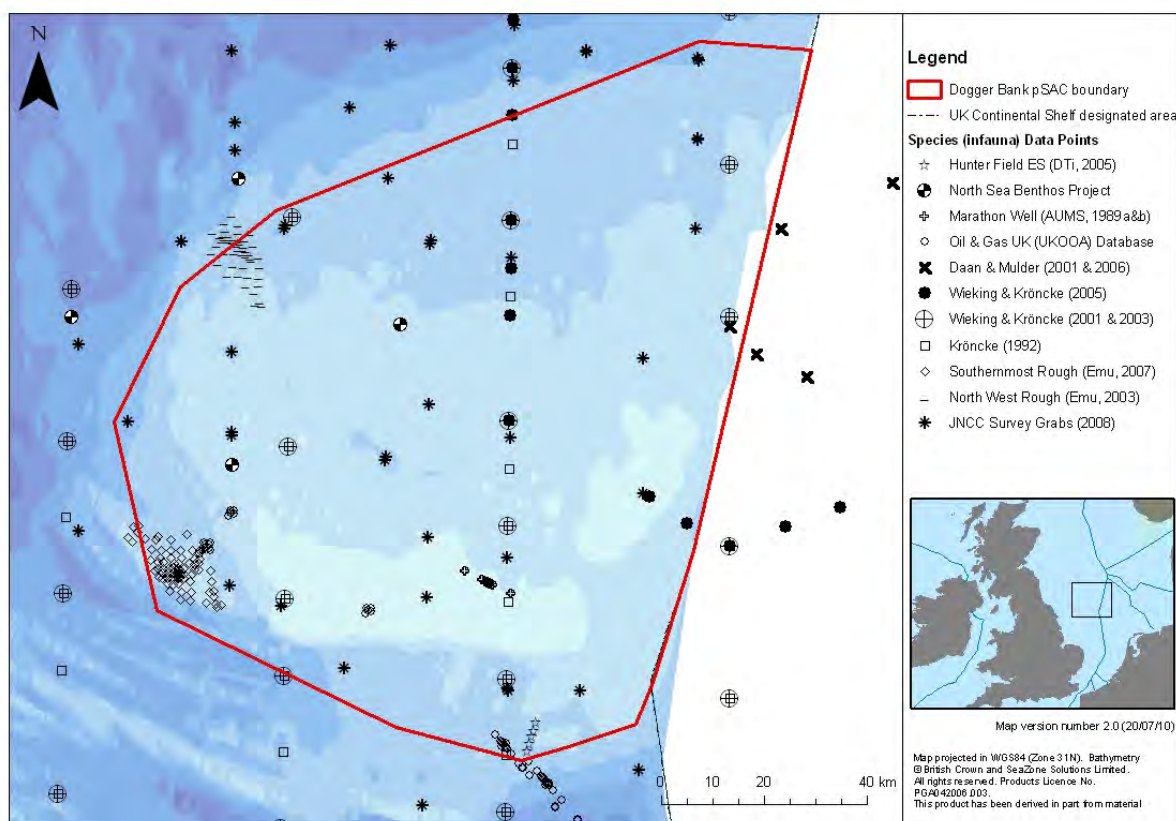 N
Legend
Dogger Bank pSAC boundary
UK Continental Shelf designated area
Species (infauna) Data Points
Hunter Field ES (DTi, 2005)
North Sea Benthos Project
Marathon Well (AUMS, 1989a&b)
Oil & Gas UK (UKOOA) Database
Daan & Mulder (2001 & 2006)
Wieking & Kröncke (2005)
Wieking & Kröncke (2001 & 2003)
Kröncke (1992)
Southernmost Rough (Emu, 2007)
North West Rough (Emu, 2003)
JNCC Survey Grabs (2008)
Map version number 2.0 (20/07/10)
Map projected in WGS84 (Zone 31N). Bathymetry
© British Crown and SeaZone Solutions Limited.
All rights reserved. Products Licence No.
PGA042006.003.
This product has been derived in part from material
0 10 20 40 km